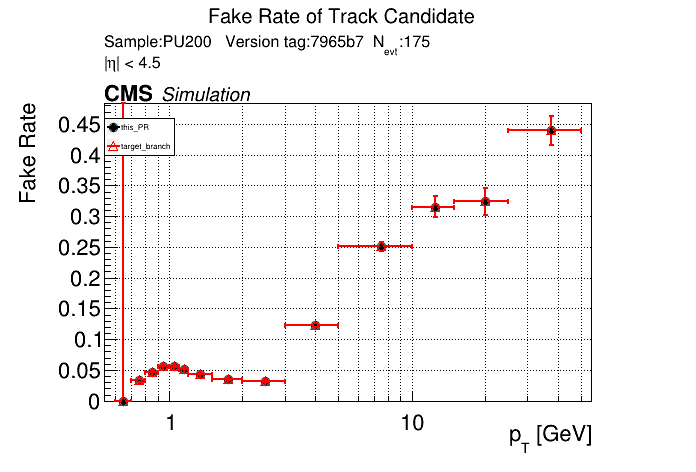 Fake Rate of Track Candidate
Sample:PU200 Version tag:7965b7 Nevt:175
|η| < 4.5
CMS Simulation
Fake Rate
this_PR
target_branch
0.45
0.4
0.35
0.3
0.25
0.2
0.15
0.1
0.05
0
1
10
pT [GeV]